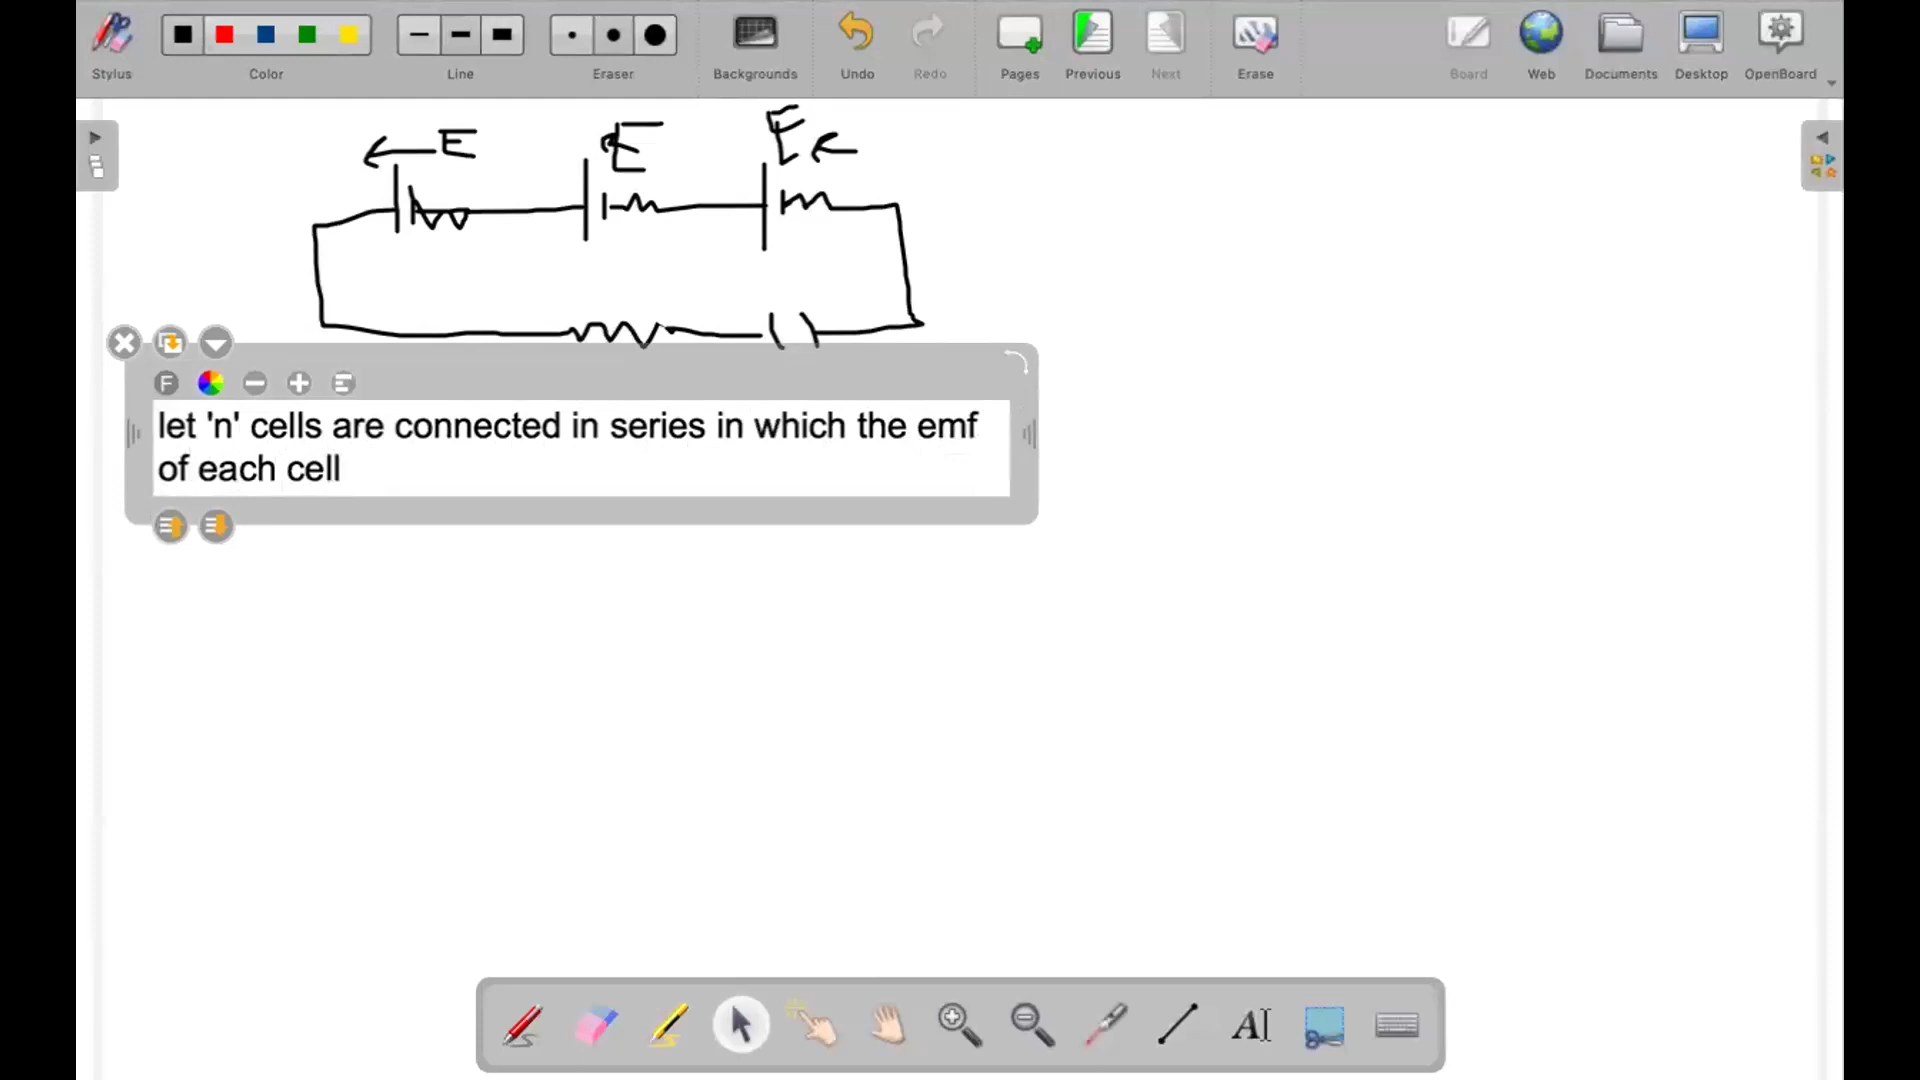 Stylus
Color
Line
Eraser
Backgrounds
Undo
Redo
Pages
Previous
Next
Erase
Board
Web
Documents
Desktop
OpenBoard
E
E
E
F
let 'n' cells are connected in series in which the emf
of each cell
A